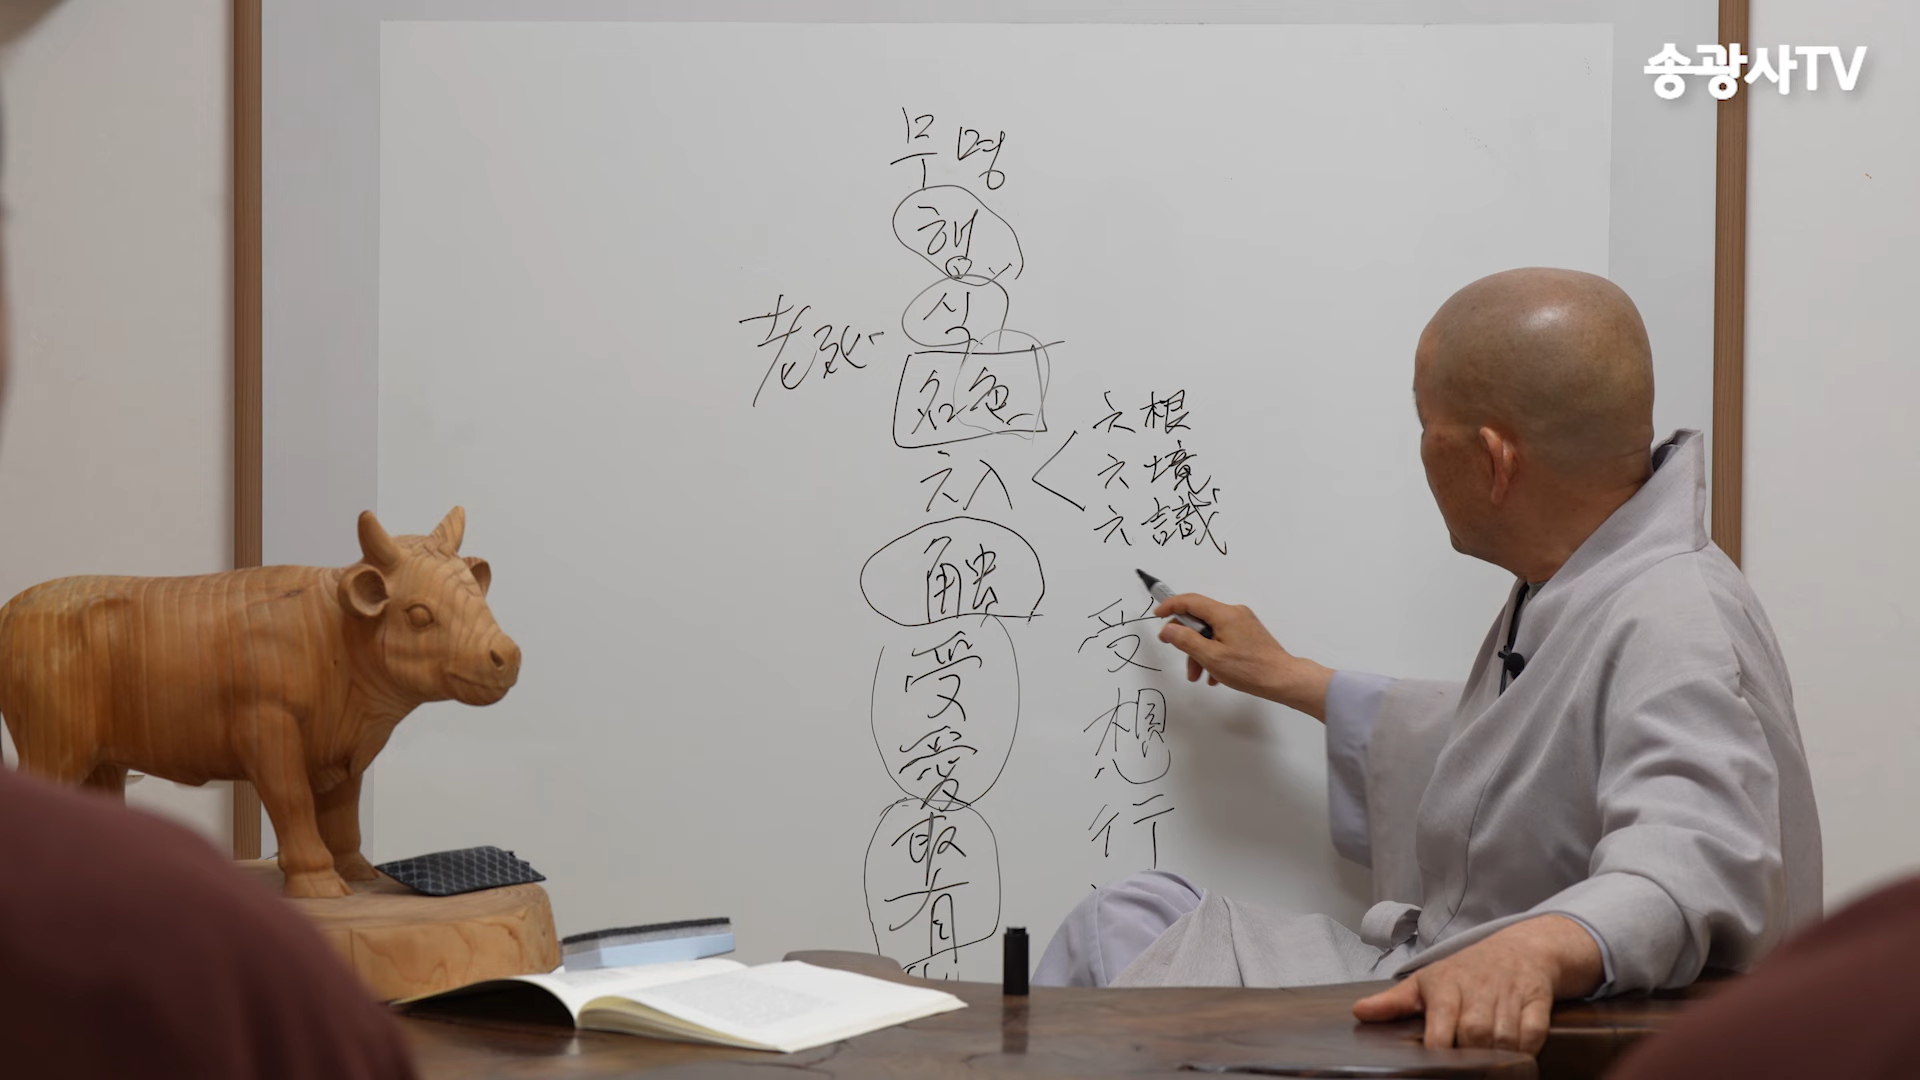 송광사TV
무명
행
식
老死
名色
六入
六根
六境
六識
触
受
愛
取
有
受
想
行